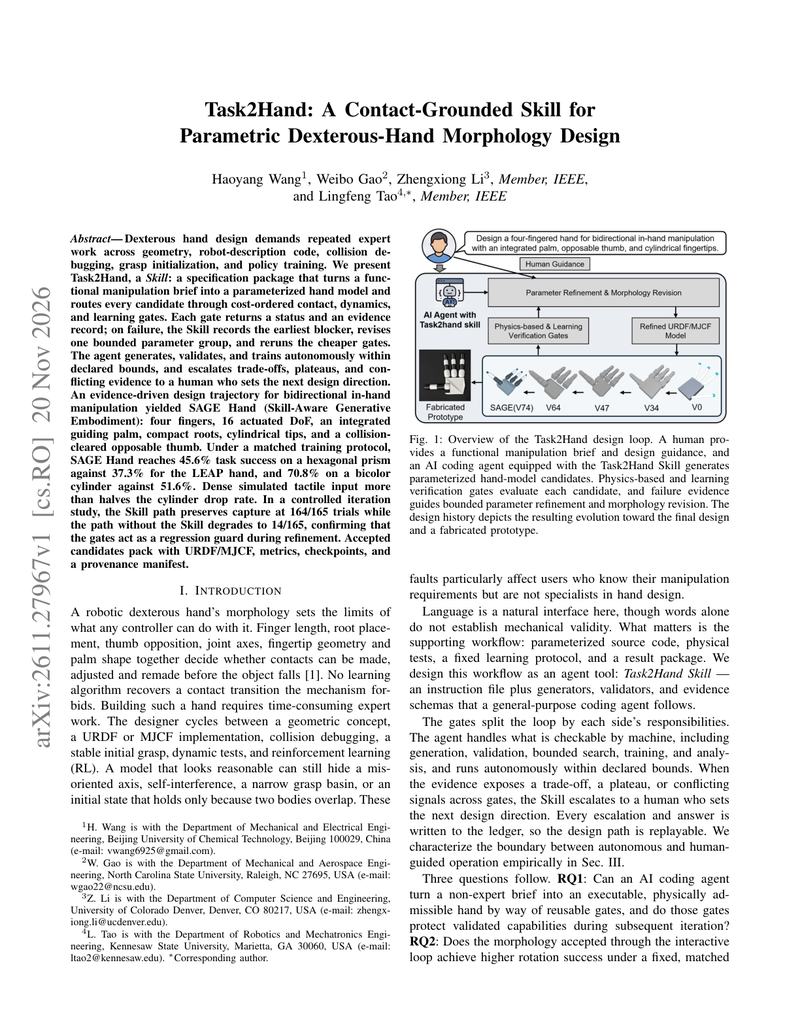 Task2Hand: A Contact-Grounded Skill for
Parametric Dexterous-Hand Morphology Design
Haoyang Wang1, Weibo Gao2, Zhengxiong Li3, Member, IEEE,
and Lingfeng Tao4,*, Member, IEEE
arXiv:2611.27967v1 [cs.RO] 20 Nov 2026
Abstract—Dexterous hand design demands repeated expert
work across geometry, robot-description code, collision de-
bugging, grasp initialization, and policy training. We present
Task2Hand, a Skill: a specification package that turns a func-
tional manipulation brief into a parameterized hand model and
routes every candidate through cost-ordered contact, dynamics,
and learning gates. Each gate returns a status and an evidence
record; on failure, the Skill records the earliest blocker, revises
one bounded parameter group, and reruns the cheaper gates.
The agent generates, validates, and trains autonomously within
declared bounds, and escalates trade-offs, plateaus, and con-
flicting evidence to a human who sets the next design direction.
An evidence-driven design trajectory for bidirectional in-hand
manipulation yielded SAGE Hand (Skill-Aware Generative
Embodiment): four fingers, 16 actuated DoF, an integrated
guiding palm, compact roots, cylindrical tips, and a collision-
cleared opposable thumb. Under a matched training protocol,
SAGE Hand reaches 45.6% task success on a hexagonal prism
against 37.3% for the LEAP hand, and 70.8% on a bicolor
cylinder against 51.6%. Dense simulated tactile input more
than halves the cylinder drop rate. In a controlled iteration
study, the Skill path preserves capture at 164/165 trials while
the path without the Skill degrades to 14/165, confirming that
the gates act as a regression guard during refinement. Accepted
candidates pack with URDF/MJCF, metrics, checkpoints, and
a provenance manifest.
I. INTRODUCTION
A robotic dexterous hand's morphology sets the limits of
what any controller can do with it. Finger length, root place-
ment, thumb opposition, joint axes, fingertip geometry and
palm shape together decide whether contacts can be made,
adjusted and remade before the object falls [1]. No learning
algorithm recovers a contact transition the mechanism for-
bids. Building such a hand requires time-consuming expert
work. The designer cycles between a geometric concept,
a URDF or MJCF implementation, collision debugging, a
stable initial grasp, dynamic tests, and reinforcement learning
(RL). A model that looks reasonable can still hide a mis-
oriented axis, self-interference, a narrow grasp basin, or an
initial state that holds only because two bodies overlap. These
1H. Wang is with the Department of Mechanical and Electrical Engi-
neering, Beijing University of Chemical Technology, Beijing 100029, China
(e-mail: vwang6925@gmail.com).
2W. Gao is with the Department of Mechanical and Aerospace Engi-
neering, North Carolina State University, Raleigh, NC 27695, USA (e-mail:
wgao22@ncsu.edu).
3Z. Li is with the Department of Computer Science and Engineering,
University of Colorado Denver, Denver, CO 80217, USA (e-mail: zhengx-
iong.li@ucdenver.edu).
4L. Tao is with the Department of Robotics and Mechatronics Engi-
neering, Kennesaw State University, Marietta, GA 30060, USA (e-mail:
ltao2@kennesaw.edu). *Corresponding author.
Design a four-fingered hand for bidirectional in-hand manipulation
with an integrated palm, opposable thumb, and cylindrical fingertips.
Human Guidance
AI
Parameter Refinement & Morphology Revision
AI Agent with
Task2hand skill
Physics-based & Learning
Verification Gates
Refined URDF/MJCF
Model
Fabricated
Prototype
SAGE(V74)
V64
V47
V34
V0
Fig. 1: Overview of the Task2Hand design loop. A human pro-
vides a functional manipulation brief and design guidance, and
an AI coding agent equipped with the Task2Hand Skill generates
parameterized hand-model candidates. Physics-based and learning
verification gates evaluate each candidate, and failure evidence
guides bounded parameter refinement and morphology revision. The
design history depicts the resulting evolution toward the final design
and a fabricated prototype.
faults particularly affect users who know their manipulation
requirements but are not specialists in hand design.
Language is a natural interface here, though words alone
do not establish mechanical validity. What matters is the
supporting workflow: parameterized source code, physical
tests, a fixed learning protocol, and a result package. We
design this workflow as an agent tool: Task2Hand Skill —
an instruction file plus generators, validators, and evidence
schemas that a general-purpose coding agent follows.
The gates split the loop by each side's responsibilities.
The agent handles what is checkable by machine, including
generation, validation, bounded search, training, and analy-
sis, and runs autonomously within declared bounds. When
the evidence exposes a trade-off, a plateau, or conflicting
signals across gates, the Skill escalates to a human who sets
the next design direction. Every escalation and answer is
written to the ledger, so the design path is replayable. We
characterize the boundary between autonomous and human-
guided operation empirically in Sec. III.
Three questions follow. RQ1: Can an AI coding agent
turn a non-expert brief into an executable, physically ad-
missible hand by way of reusable gates, and do those gates
protect validated capabilities during subsequent iteration?
RQ2: Does the morphology accepted through the interactive
loop achieve higher rotation success under a fixed, matched